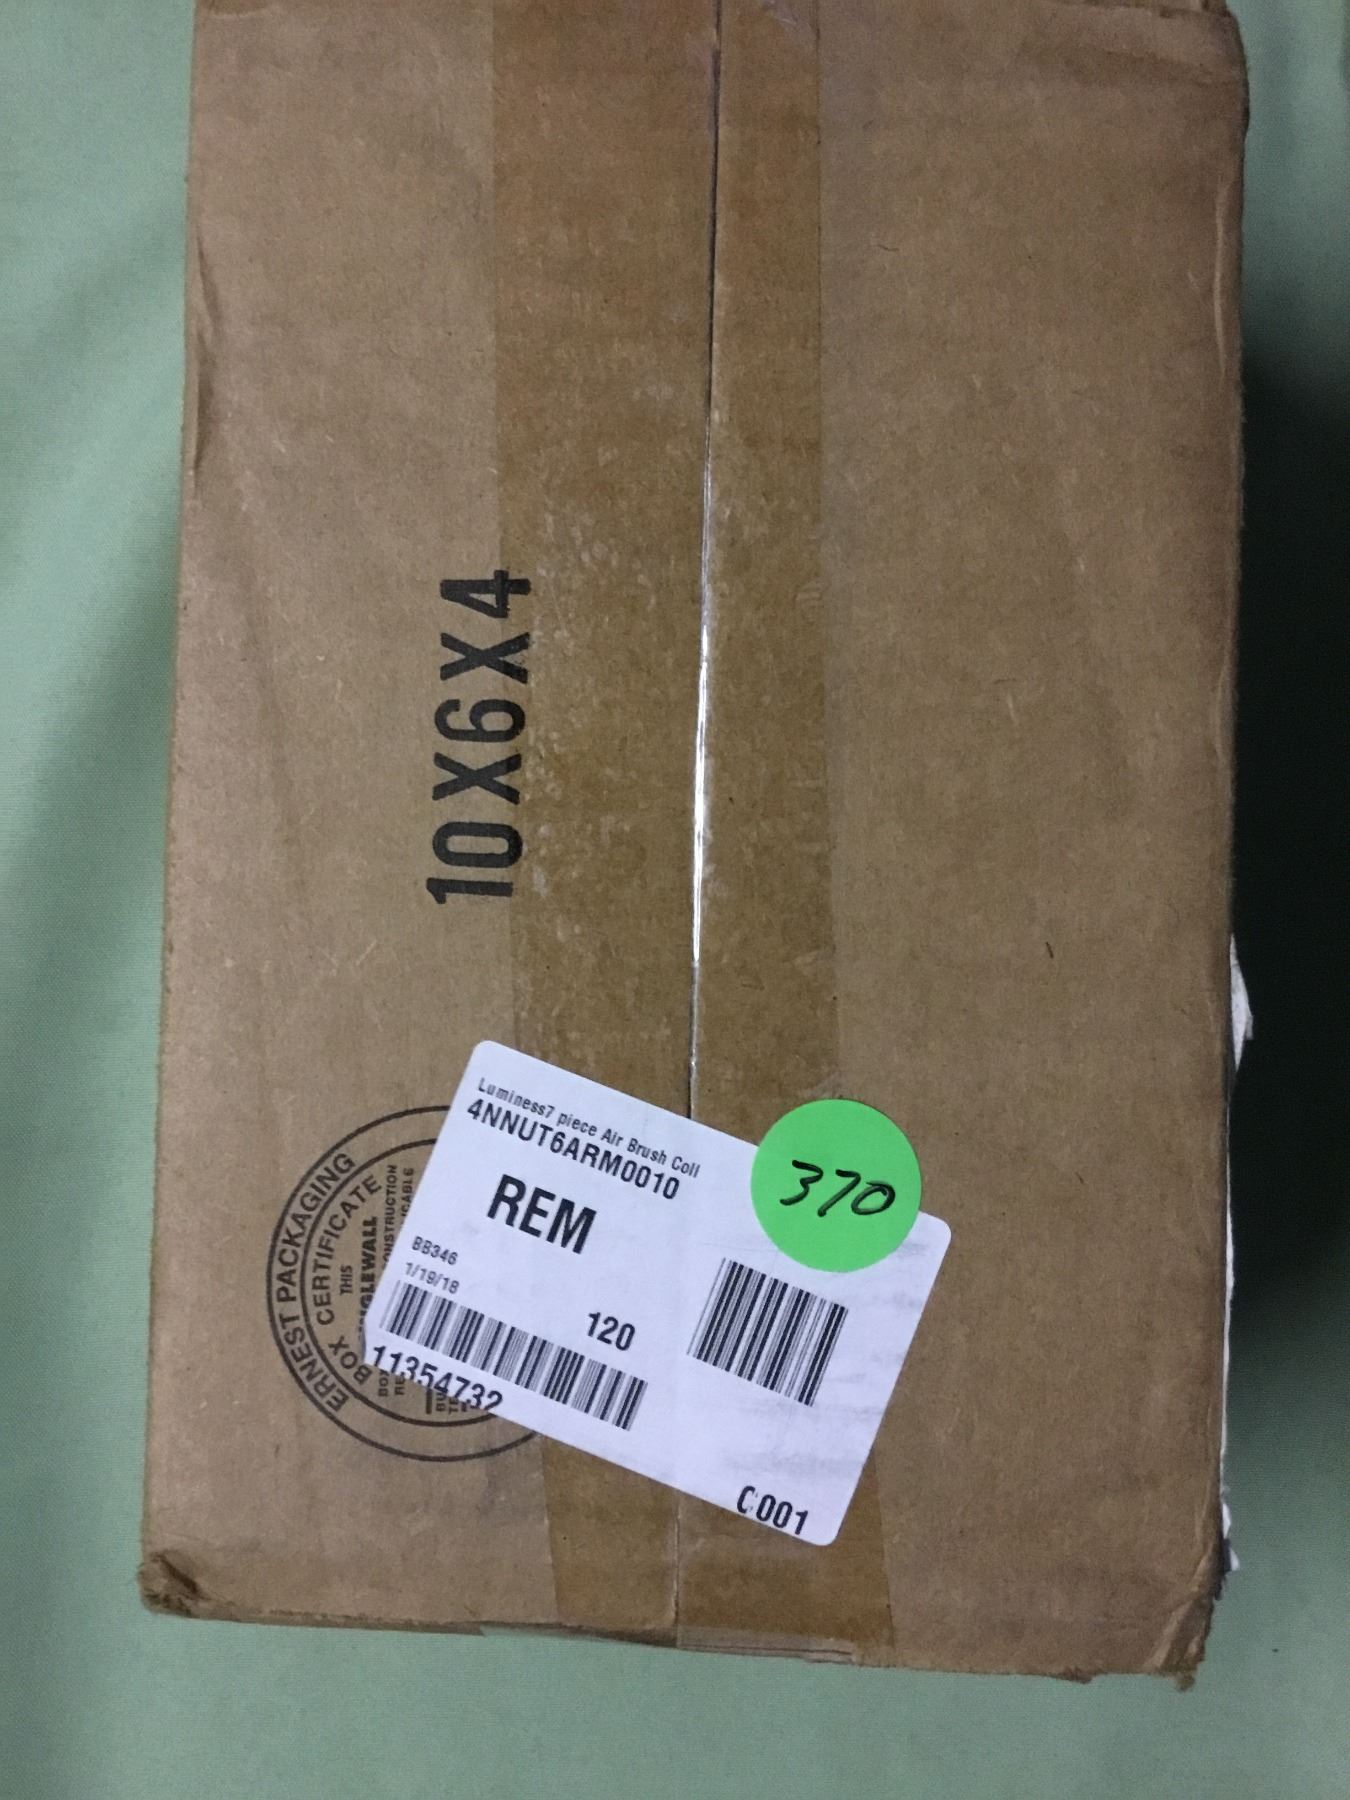 10X6X4
Luminess7 piece Air Brush Coll
4NNUT6ARM0010
370
REM
BB346
1/19/18
120
11354732
C001
ERNEST PACKAGING
BOX CERTIFICATE
THIS